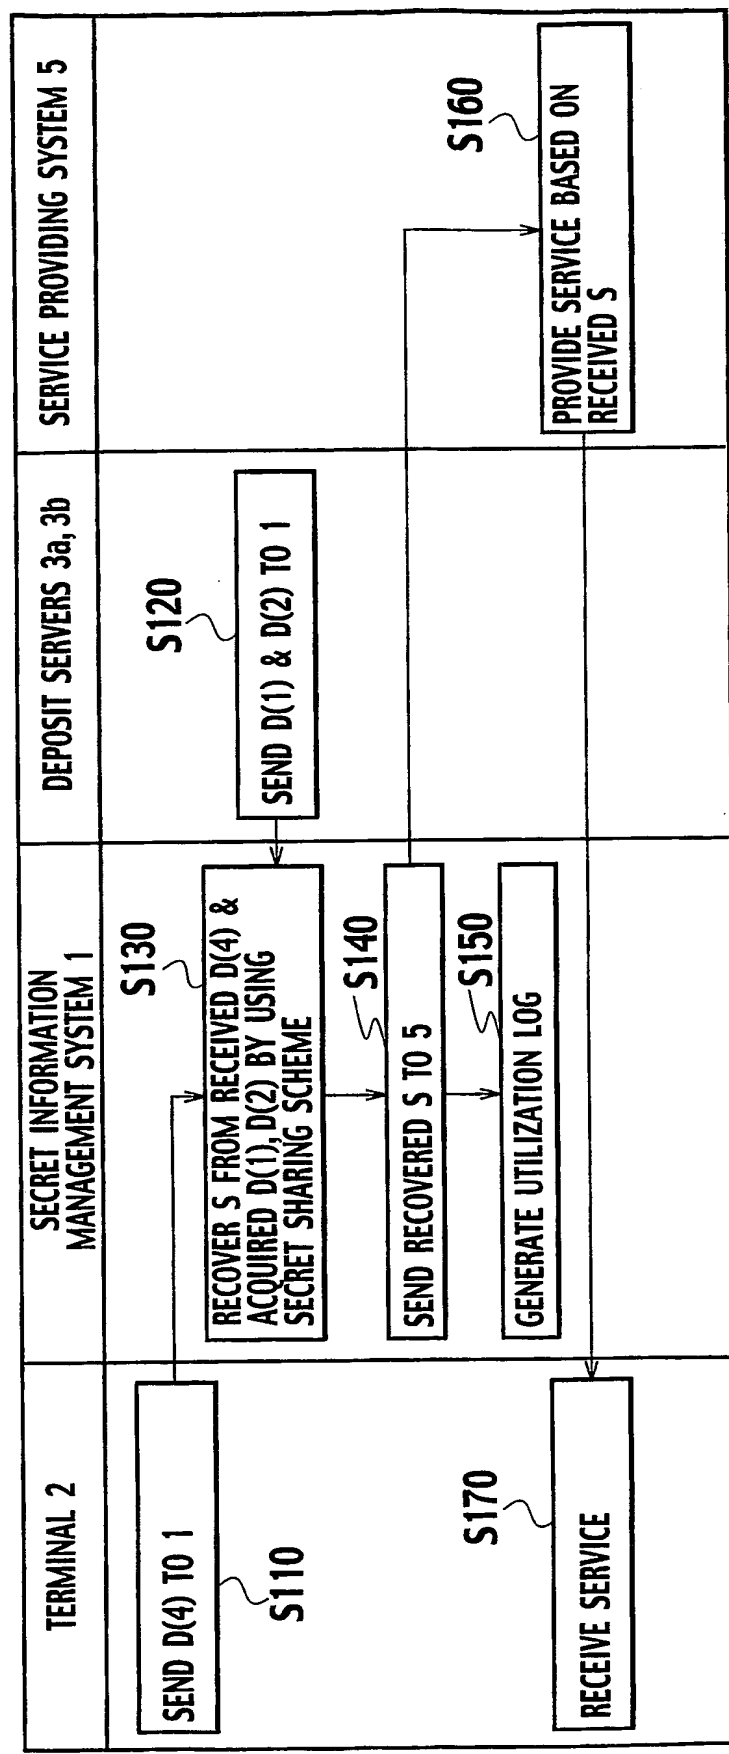 TERMINAL 2
SECRET INFORMATION
MANAGEMENT SYSTEM 1
DEPOSIT SERVERS 3a, 3b
SERVICE PROVIDING SYSTEM 5
SEND D(4) TO 1
S110
S120
SEND D(1) & D(2) TO 1
S130
RECOVER S FROM RECEIVED D(4) &
ACQUIRED D(1), D(2) BY USING
SECRET SHARING SCHEME
S140
SEND RECOVERED S TO 5
S150
GENERATE UTILIZATION LOG
S160
PROVIDE SERVICE BASED ON
RECEIVED S
S170
RECEIVE SERVICE